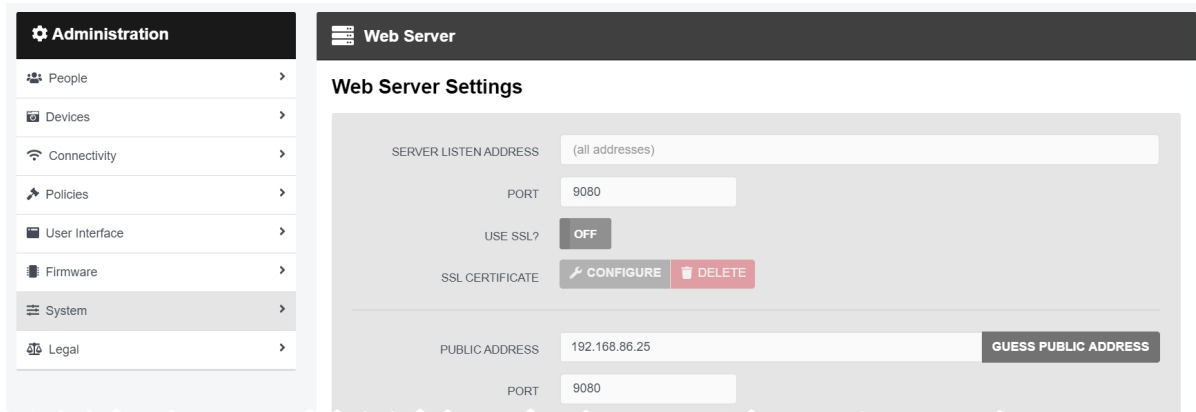 Administration
People
Devices
Connectivity
Policies
User Interface
Firmware
System
Legal
Web Server
Web Server Settings
SERVER LISTEN ADDRESS (all addresses)
PORT 9080
USE SSL? OFF
SSL CERTIFICATE CONFIGURE DELETE
PUBLIC ADDRESS 192.168.86.25 GUESS PUBLIC ADDRESS
PORT 9080